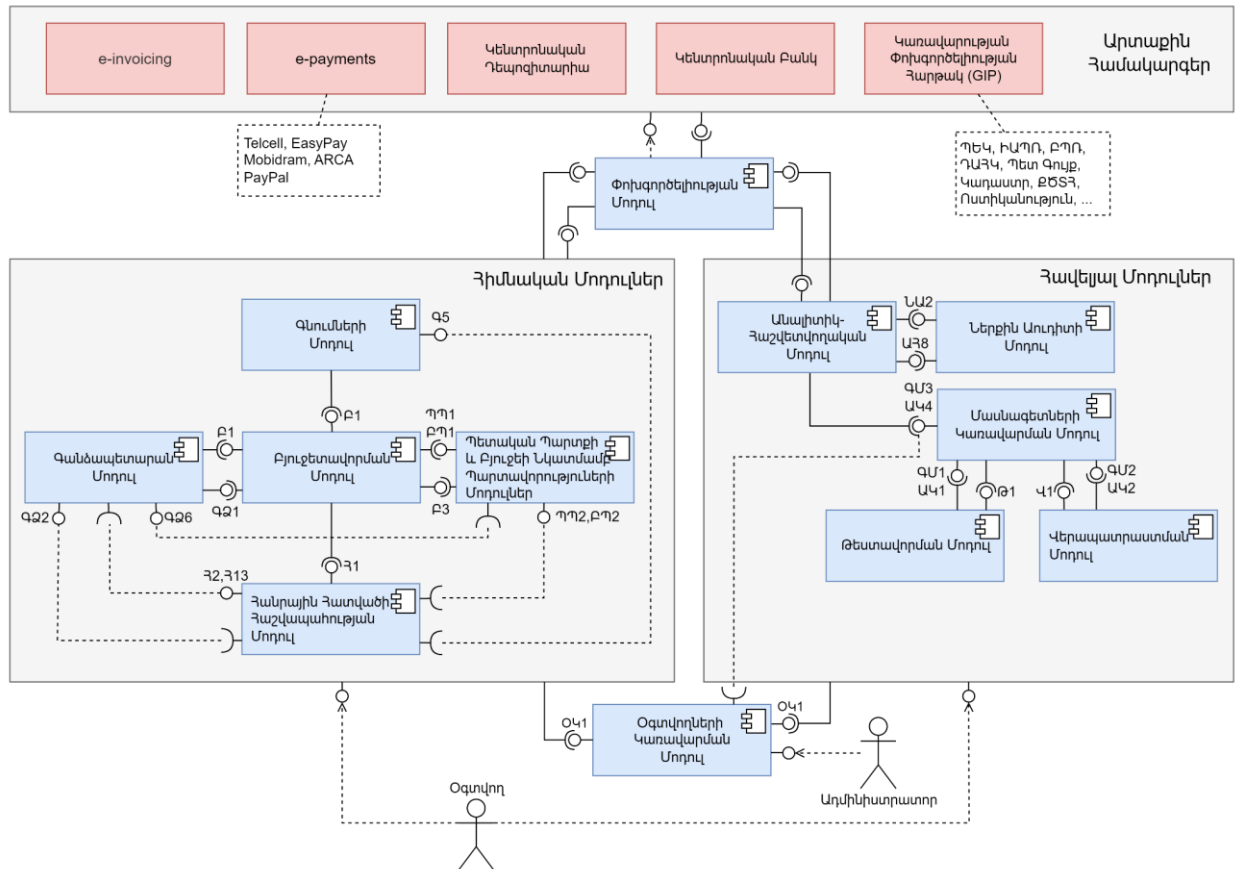 e-invoicing
e-payments
Կենտրոնական
Դեպոզիտարիա
Կենտրոնական Բանկ
Կառավարության
Փոխգործելիության
Հարթակ (GIP)
Արտաքին
Համակարգեր
Telcell, EasyPay
Mobidram, ARCA
PayPal
ՊԵԿ, ԻԱՊՌ, ԲՊՌ,
ԴԱՀԿ, Պետ Գույք,
Կադաստր, ՔԾՏՀ,
Ոստիկանություն, ...
Փոխգործելիության
Մոդուլ
Հիմնական Մոդուլներ
Գնումների
Մոդուլ
Գ5
Բ1
Գանձապետարան
Մոդուլ
Բ1
ԳՁ1
Բյուջետավորման
Մոդուլ
ՊՊ1
ԲՊ1
Բ3
Պետական Պարտքի
և Բյուջեի Նկատմամբ
Պարտավորություների
Մոդուլներ
ԳՁ2
ԳՁ6
ՊՊ2,ԲՊ2
Հ1
Հ2,Հ13
Հանրային Հատվածի
Հաշվապահության
Մոդուլ
Հավելյալ Մոդուլներ
Անալիտիկ-
Հաշվետվողական
Մոդուլ
ՆԱ2
ԱՀ8
Ներքին Աուդիտի
Մոդուլ
ԳՄ3
ԱԿ4
Մասնագետների
Կառավարման Մոդուլ
ԳՄ1
ԱԿ1
Թ1
Վ1
ԳՄ2
ԱԿ2
Թեստավորման Մոդուլ
Վերապատրաստման
Մոդուլ
ՕԿ1
Օգտվողների
Կառավարման
Մոդուլ
ՕԿ1
Ադմինիստրատոր
Օգտվող